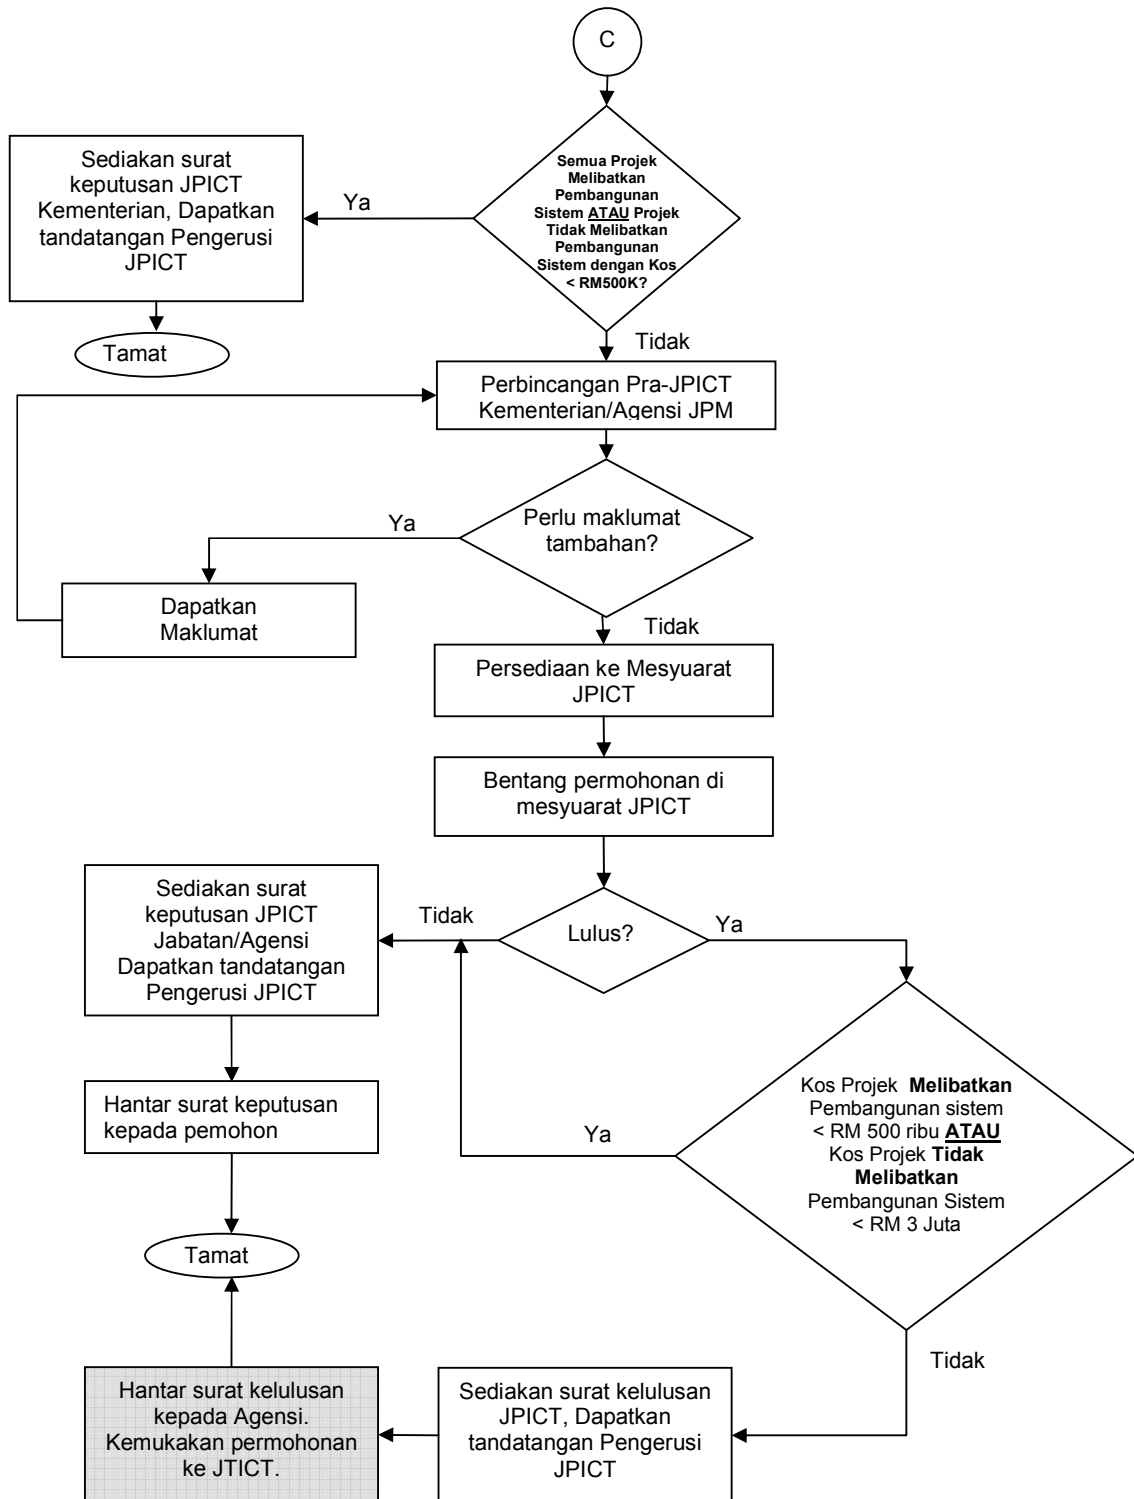 C
Semua Projek
Melibatkan
Pembangunan
Sistem ATAU Projek
Tidak Melibatkan
Pembangunan
Sistem dengan Kos
< RM500K?
Ya
Sediakan surat
keputusan JPICT
Kementerian, Dapatkan
tandatangan Pengerusi
JPICT
Tamat
Tidak
Perbincangan Pra-JPICT
Kementerian/Agensi JPM
Perlu maklumat
tambahan?
Ya
Dapatkan
Maklumat
Tidak
Persediaan ke Mesyuarat
JPICT
Bentang permohonan di
mesyuarat JPICT
Lulus?
Tidak
Ya
Sediakan surat
keputusan JPICT
Jabatan/Agensi
Dapatkan tandatangan
Pengerusi JPICT
Hantar surat keputusan
kepada pemohon
Tamat
Kos Projek Melibatkan
Pembangunan sistem
< RM 500 ribu ATAU
Kos Projek Tidak
Melibatkan
Pembangunan Sistem
< RM 3 Juta
Ya
Tidak
Sediakan surat kelulusan
JPICT, Dapatkan
tandatangan Pengerusi
JPICT
Hantar surat kelulusan
kepada Agensi.
Kemukakan permohonan
ke JTICT.